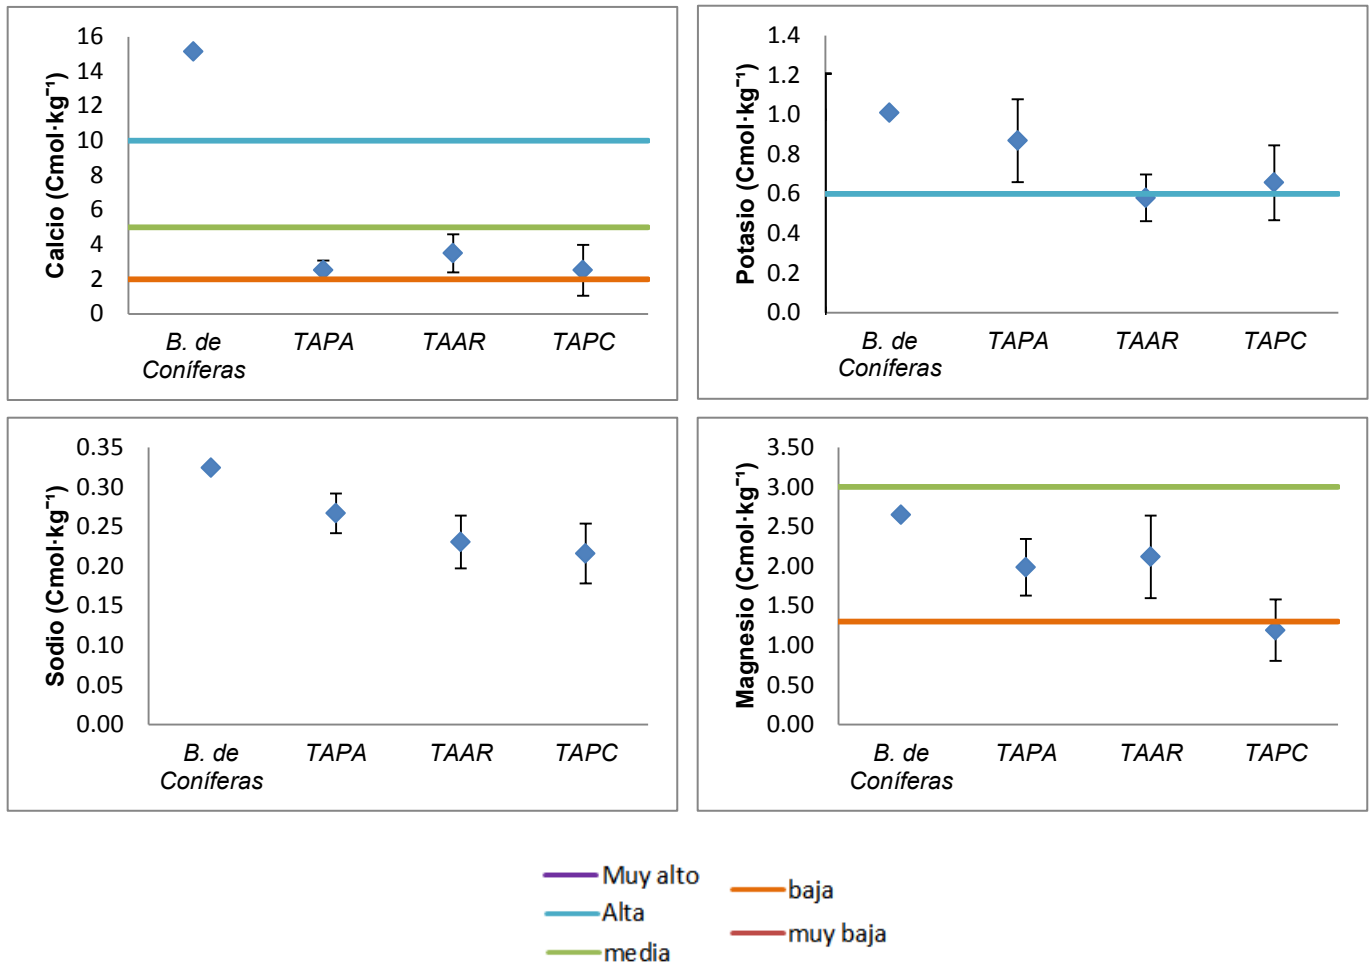 Calcio (Cmol·kg⁻¹)
16
14
12
10
8
6
4
2
0
B. de
Coníferas
TAPA
TAAR
TAPC
Potasio (Cmol·kg⁻¹)
1.4
1.2
1.0
0.8
0.6
0.4
0.2
0.0
B. de
Coníferas
TAPA
TAAR
TAPC
Sodio (Cmol·kg⁻¹)
0.35
0.30
0.25
0.20
0.15
0.10
0.05
0.00
B. de
Coníferas
TAPA
TAAR
TAPC
Magnesio (Cmol·kg⁻¹)
3.50
3.00
2.50
2.00
1.50
1.00
0.50
0.00
B. de
Coníferas
TAPA
TAAR
TAPC
Muy alto
Alta
media
baja
muy baja